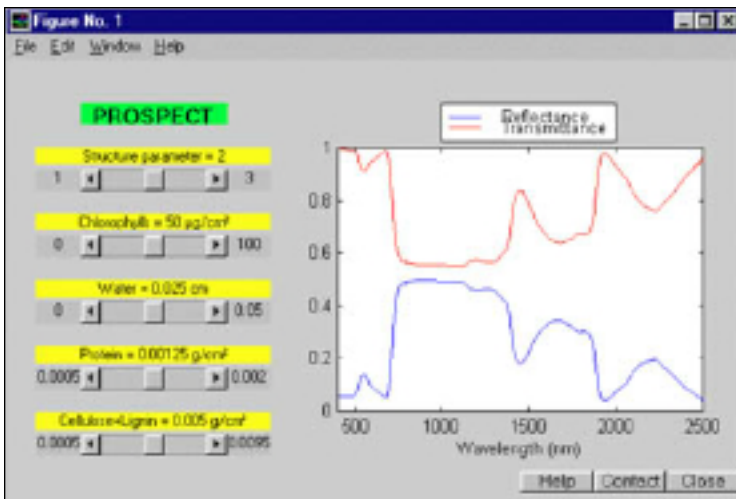 Figure No. 1
File Edit Window Help
PROSPECT
Structure parameter = 2
1 3
Chlorophylls = 50 µg/cm²
0 100
Water = 0.025 cm
0 0.05
Protein = 0.00125 g/cm²
0.0005 0.002
Cellulose+Lignin = 0.005 g/cm²
0.0005 0.0095
Reflectance
Transmittance
1
0.8
0.6
0.4
0.2
0
500 1000 1500 2000 2500
Wavelength (nm)
Help Contact Close